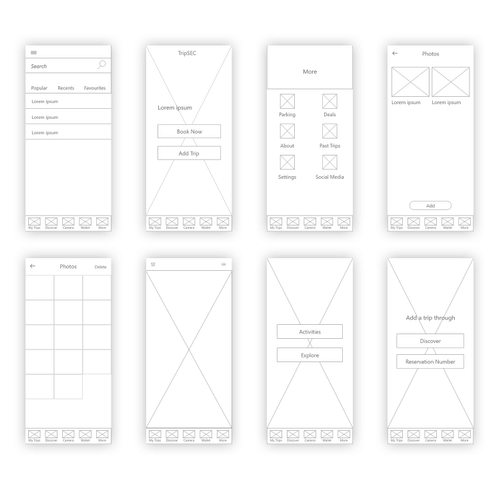 Search
Popular Recents Favourites
Lorem ipsum
Lorem ipsum
Lorem ipsum
My Trips Discover Camera Wallet More
TripSEC
Lorem ipsum
Book Now
Add Trip
My Trips Discover Camera Wallet More
More
Parking Deals
About Past Trips
Settings Social Media
My Trips Discover Camera Wallet More
Photos
Lorem ipsum Lorem ipsum
Add
My Trips Discover Camera Wallet More
Photos Delete
My Trips Discover Camera Wallet More
My Trips Discover Camera Wallet More
Activities
Explore
My Trips Discover Camera Wallet More
Add a trip through
Discover
Reservation Number
My Trips Discover Camera Wallet More